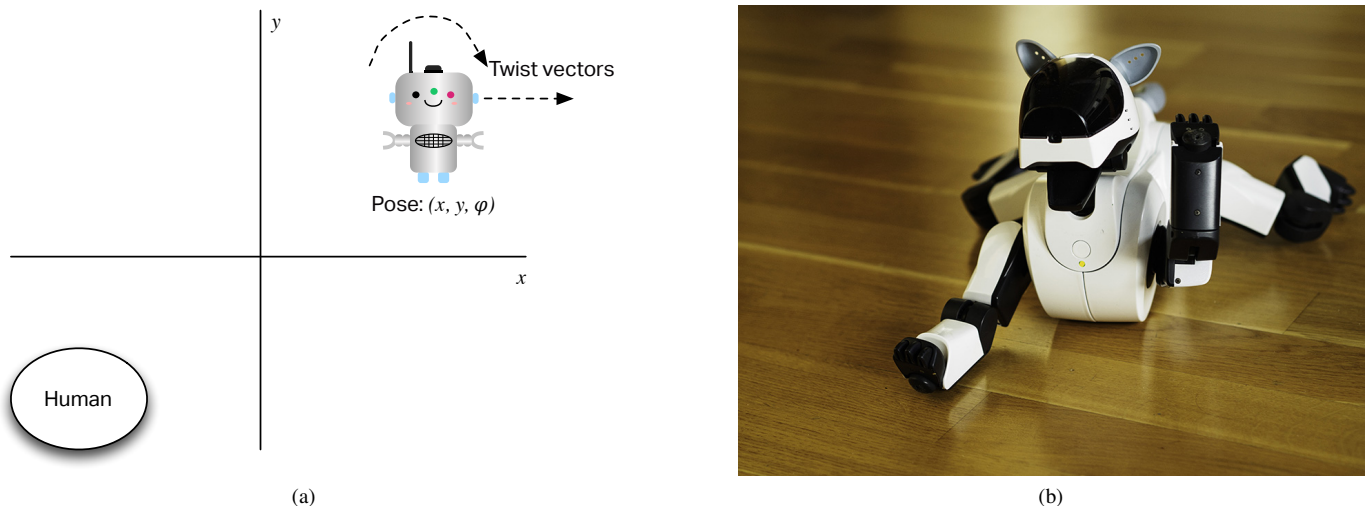 y
Twist vectors
Pose: (x, y, φ)
x
Human
(a)
(b)